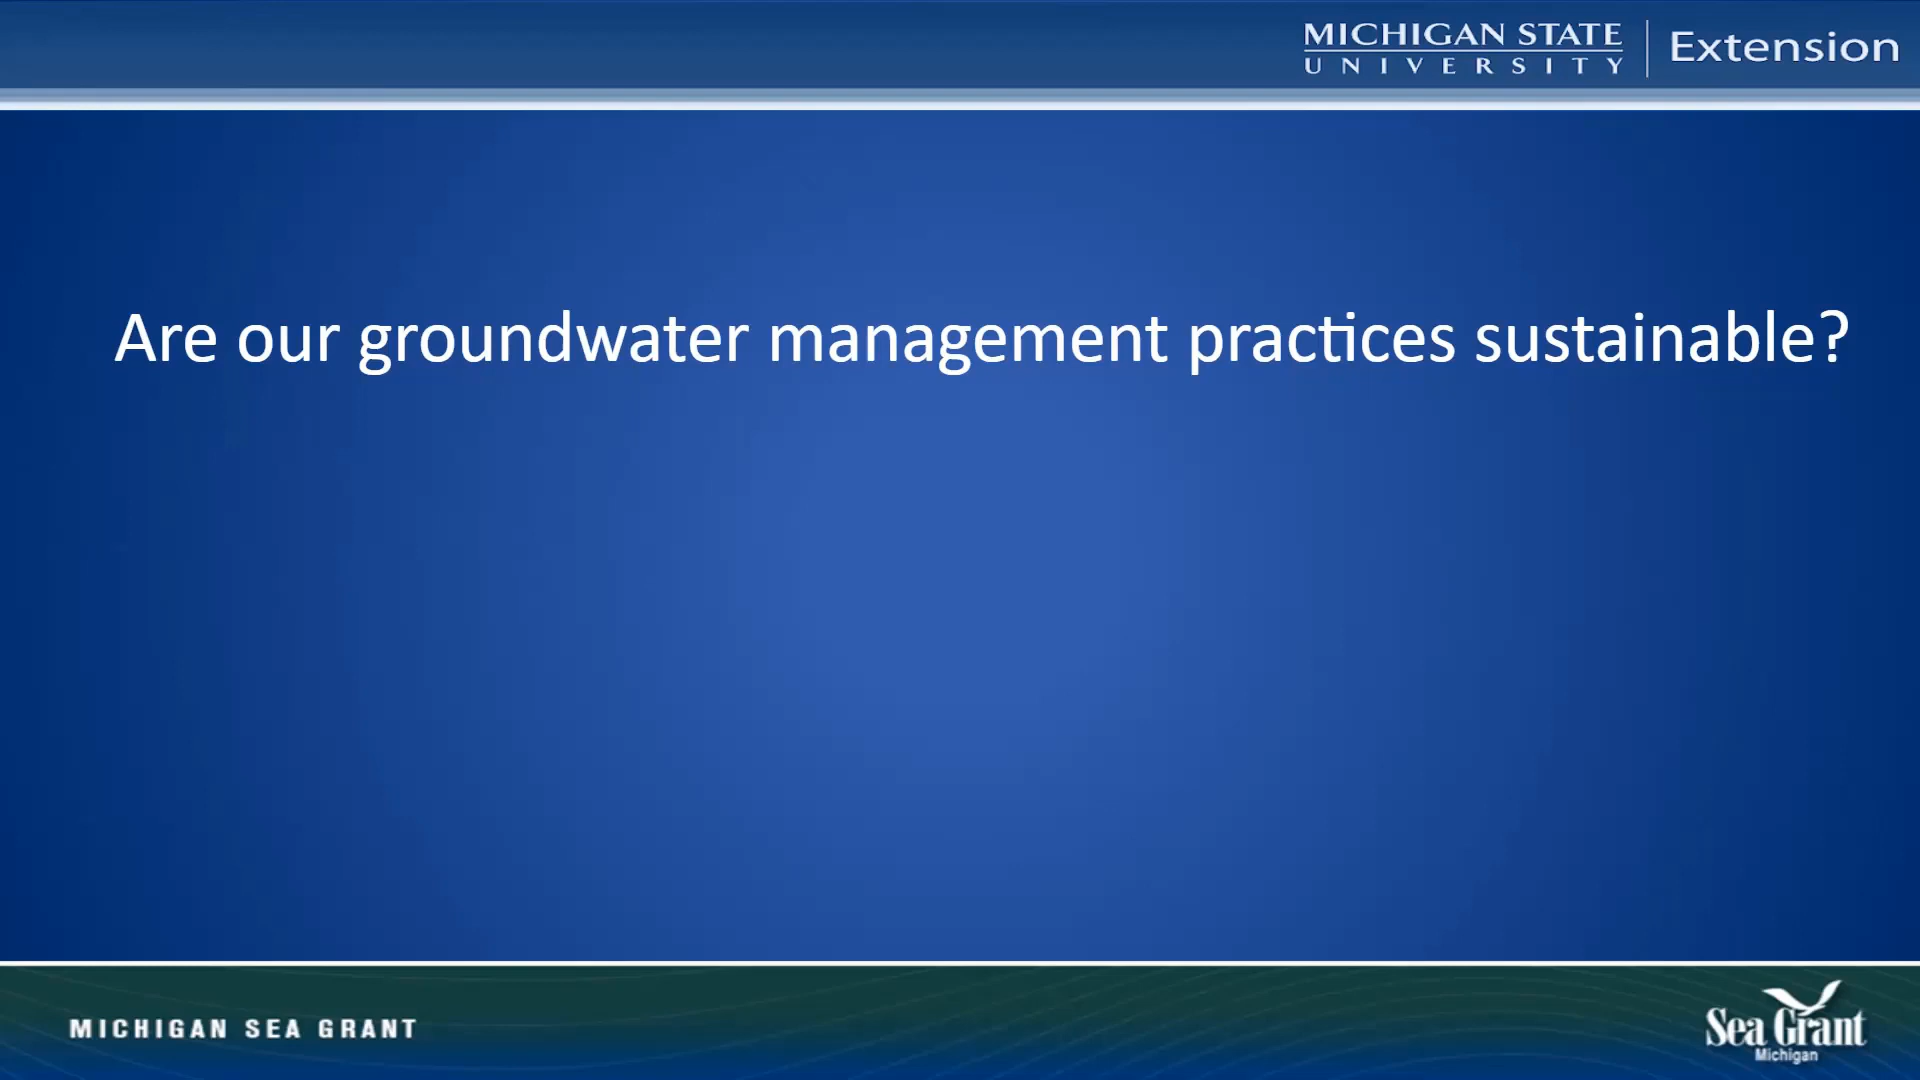 MICHIGAN STATE
UNIVERSITY
Extension
Are our groundwater management practices sustainable?
MICHIGAN SEA GRANT
Sea Grant
Michigan